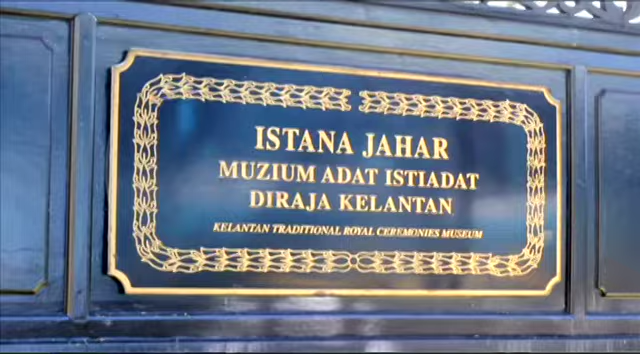 ISTANA JAHAR
MUZIUM ADAT ISTIADAT
DIRAJA KELANTAN
KELANTAN TRADITIONAL ROYAL CEREMONIES MUSEUM